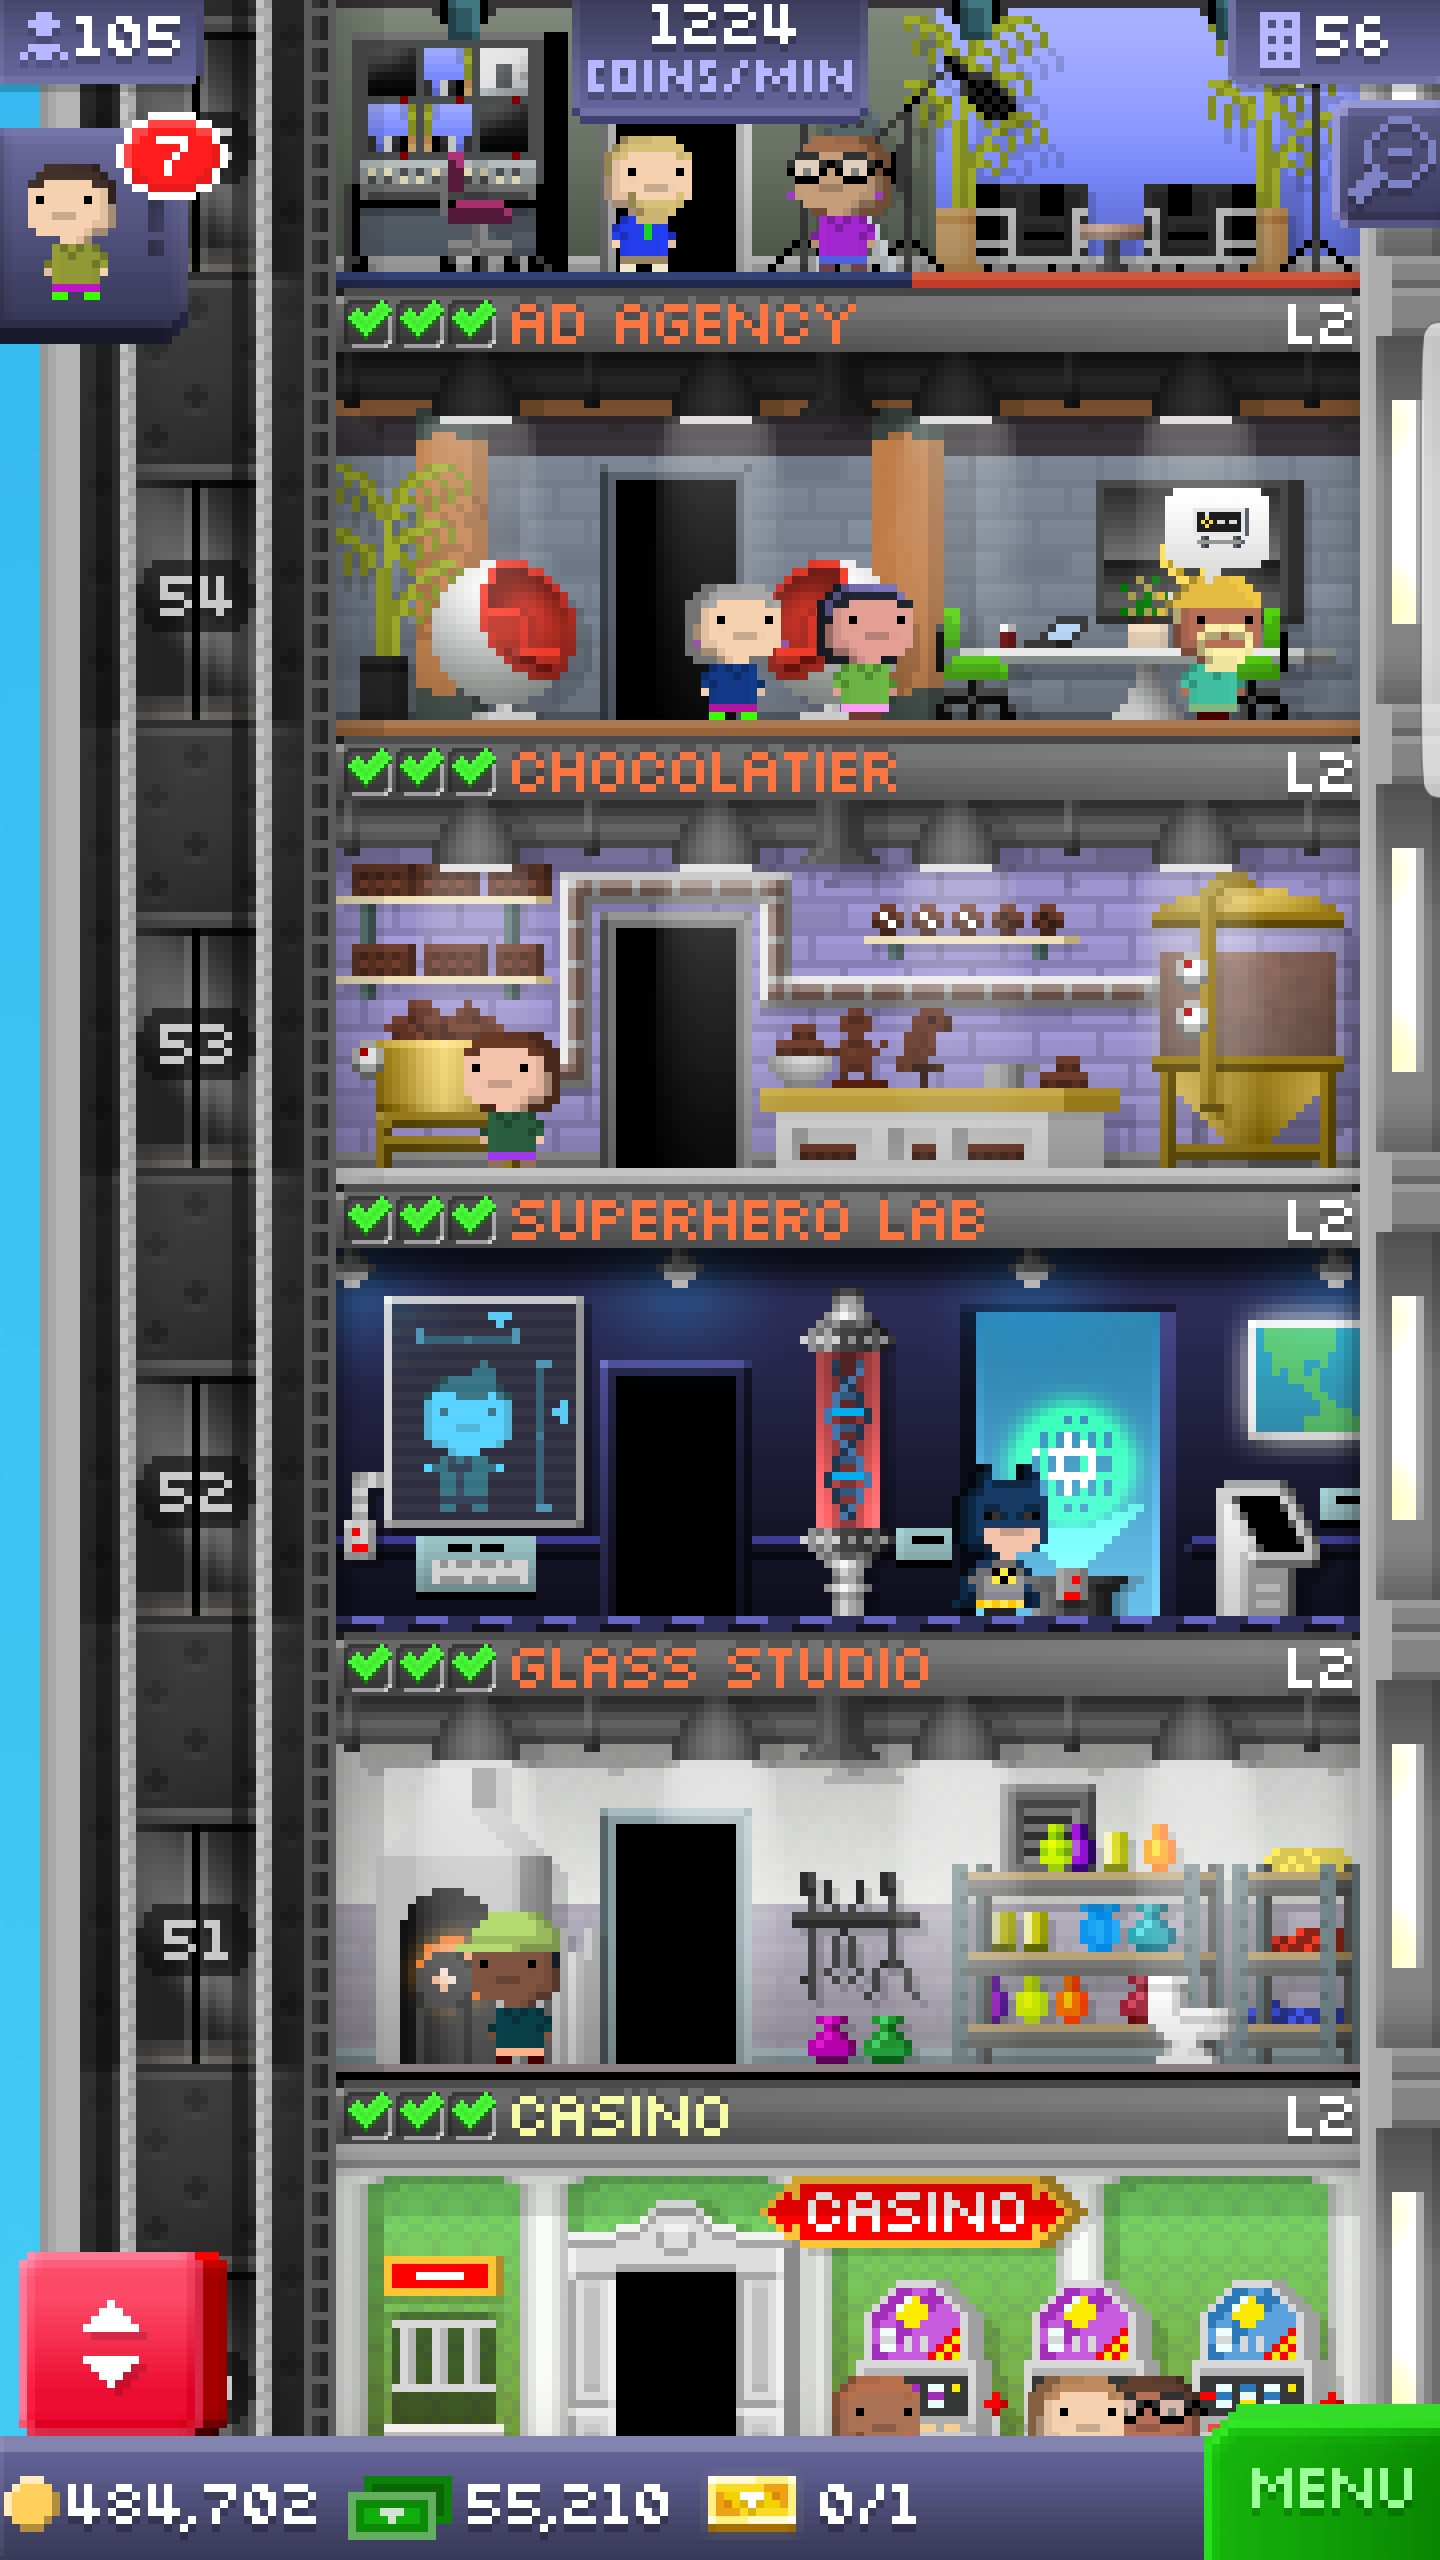 105
1224
COINS/MIN
56
?
AD AGENCY L2
54
CHOCOLATIER L2
53
SUPERHERO LAB L2
52
GLASS STUDIO L2
51
CASINO L2
CASINO
484,702 55,210 0/1
MENU